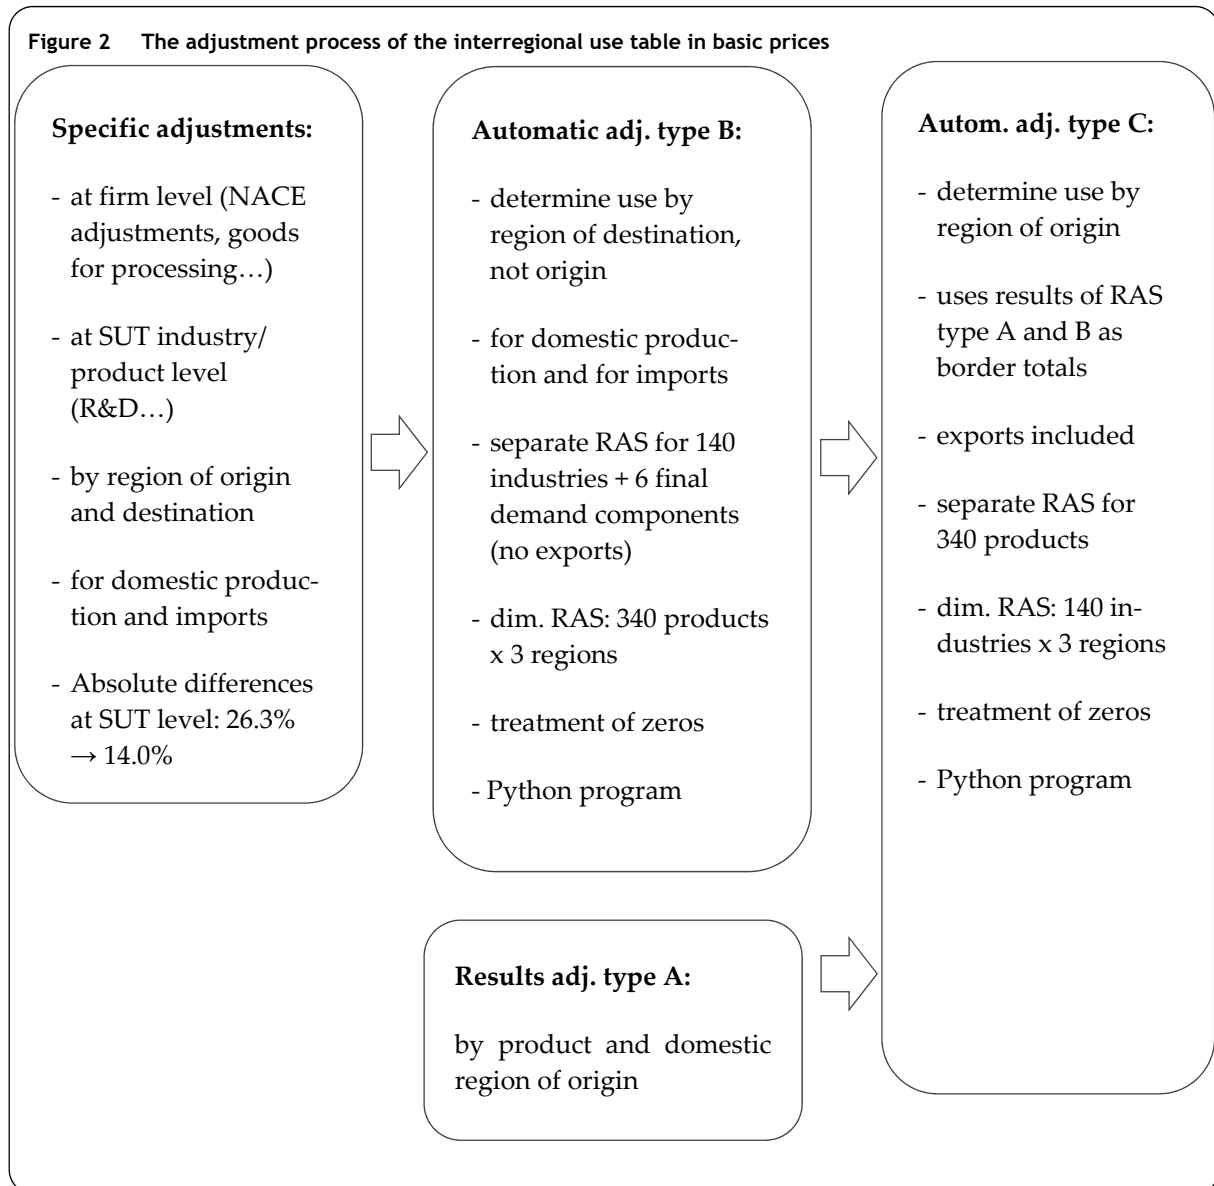 Figure 2 The adjustment process of the interregional use table in basic prices
Specific adjustments:
- at firm level (NACE
adjustments, goods
for processing…)
- at SUT industry/
product level
(R&D…)
- by region of origin
and destination
- for domestic produc-
tion and imports
- Absolute differences
at SUT level: 26.3%
→ 14.0%
Automatic adj. type B:
- determine use by
region of destination,
not origin
- for domestic produc-
tion and for imports
- separate RAS for 140
industries + 6 final
demand components
(no exports)
- dim. RAS: 340 products
x 3 regions
- treatment of zeros
- Python program
Results adj. type A:
by product and domestic
region of origin
Autom. adj. type C:
- determine use by
region of origin
- uses results of RAS
type A and B as
border totals
- exports included
- separate RAS for
340 products
- dim. RAS: 140 in-
dustries x 3 regions
- treatment of zeros
- Python program